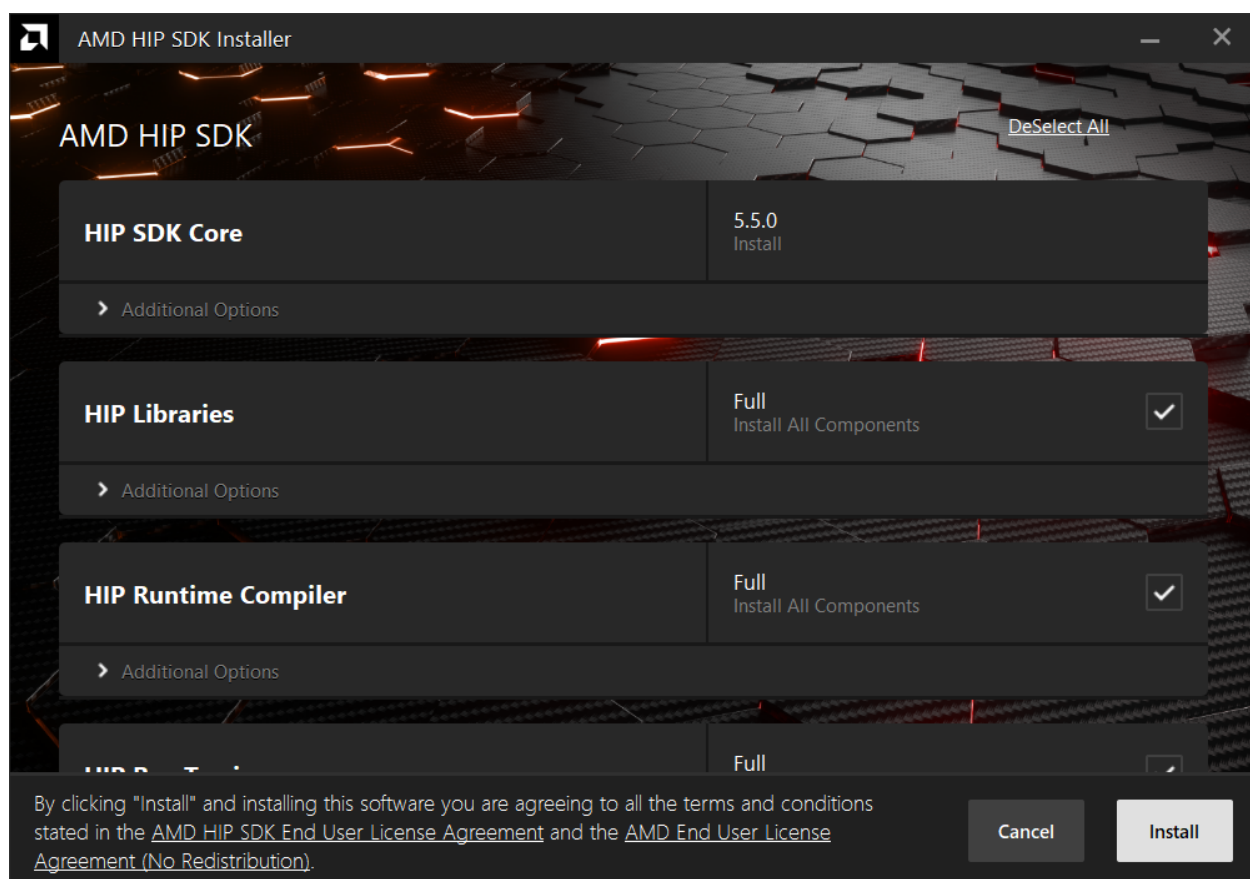 AMD HIP SDK Installer
AMD HIP SDK
DeSelect All
HIP SDK Core
5.5.0
Install
Additional Options
HIP Libraries
Full
Install All Components
Additional Options
HIP Runtime Compiler
Full
Install All Components
Additional Options
HIP
Full
By clicking "Install" and installing this software you are agreeing to all the terms and conditions
stated in the AMD HIP SDK End User License Agreement and the AMD End User License
Agreement (No Redistribution).
Cancel
Install